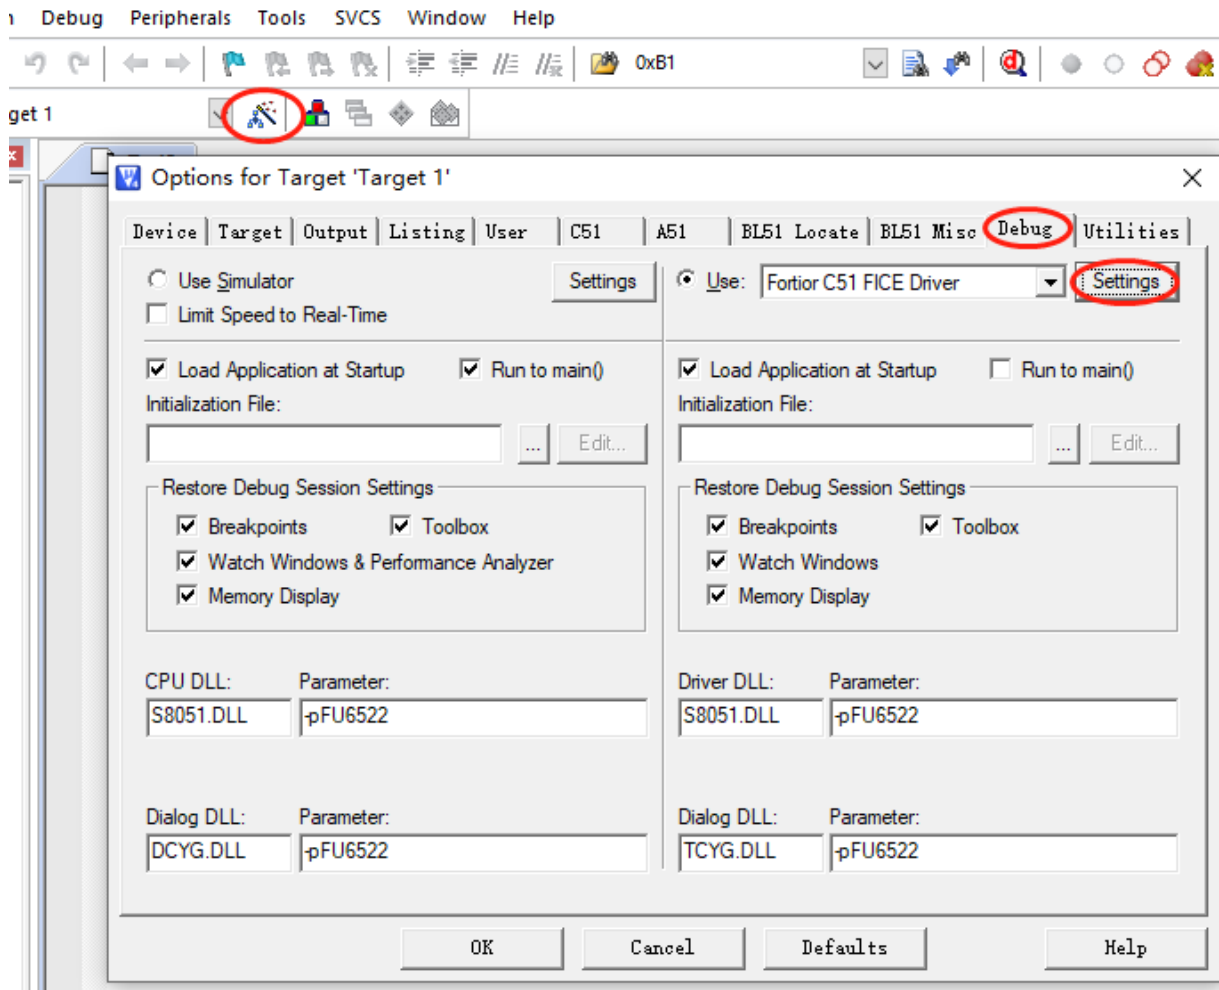 Debug Peripherals Tools SVCS Window Help
0xB1
get 1
Options for Target 'Target 1'
Device Target Output Listing User C51 A51 BL51 Locate BL51 Misc Debug Utilities
Use Simulator Settings Use: Fortior C51 FICE Driver Settings
Limit Speed to Real-Time
Load Application at Startup Run to main() Load Application at Startup Run to main()
Initialization File: Initialization File:
... Edit... ... Edit...
Restore Debug Session Settings Restore Debug Session Settings
Breakpoints Toolbox Breakpoints Toolbox
Watch Windows & Performance Analyzer Watch Windows
Memory Display Memory Display
CPU DLL: Parameter: Driver DLL: Parameter:
S8051.DLL -pFU6522 S8051.DLL -pFU6522
Dialog DLL: Parameter: Dialog DLL: Parameter:
DCYG.DLL -pFU6522 TCYG.DLL -pFU6522
OK Cancel Defaults Help